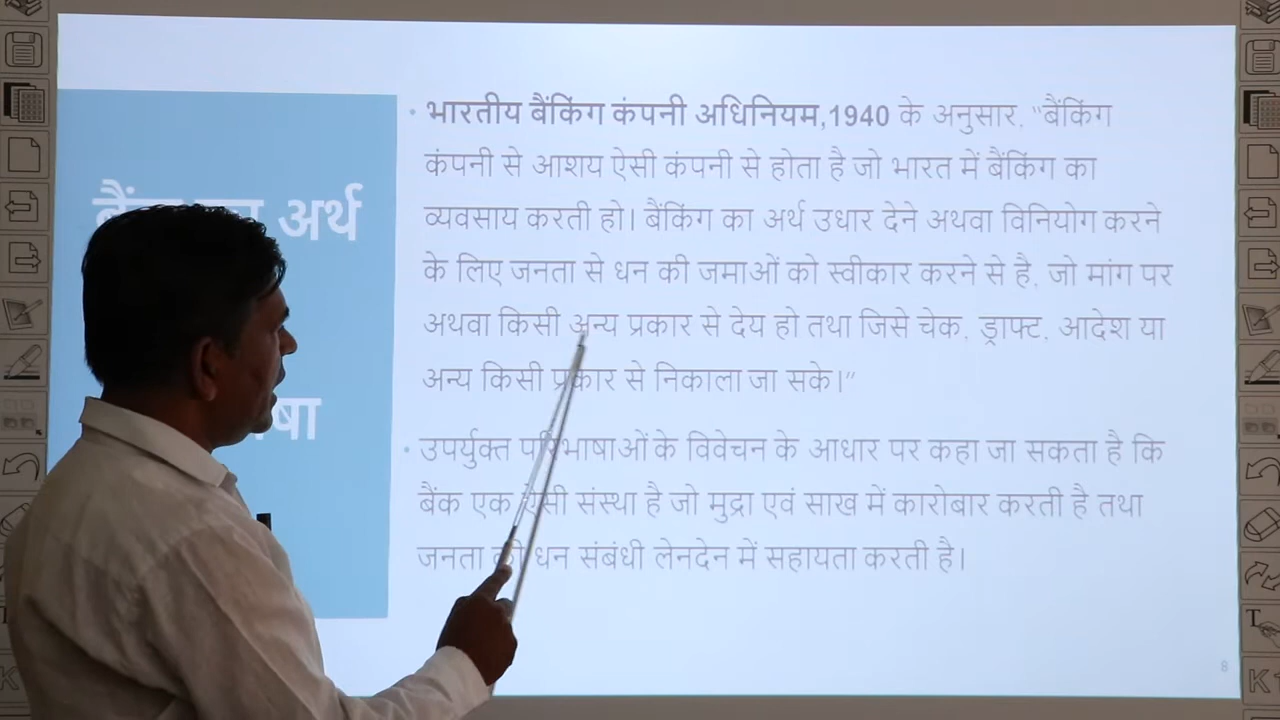 अर्थ
भारतीय बैंकिंग कंपनी अधिनियम,1940 के अनुसार, "बैंकिंग
कंपनी से आशय ऐसी कंपनी से होता है जो भारत में बैंकिंग का
व्यवसाय करती हो। बैंकिंग का अर्थ उधार देने अथवा विनियोग करने
के लिए जनता से धन की जमाओं को स्वीकार करने से है, जो मांग पर
अथवा किसी अन्य प्रकार से देय हो तथा जिसे चेक, ड्राफ्ट, आदेश या
अन्य किसी प्रकार से निकाला जा सके।”
उपर्युक्त परिभाषाओं के विवेचन के आधार पर कहा जा सकता है कि
बैंक एक ऐसी संस्था है जो मुद्रा एवं साख में कारोबार करती है तथा
जनता की धन संबंधी लेनदेन में सहायता करती है।
8